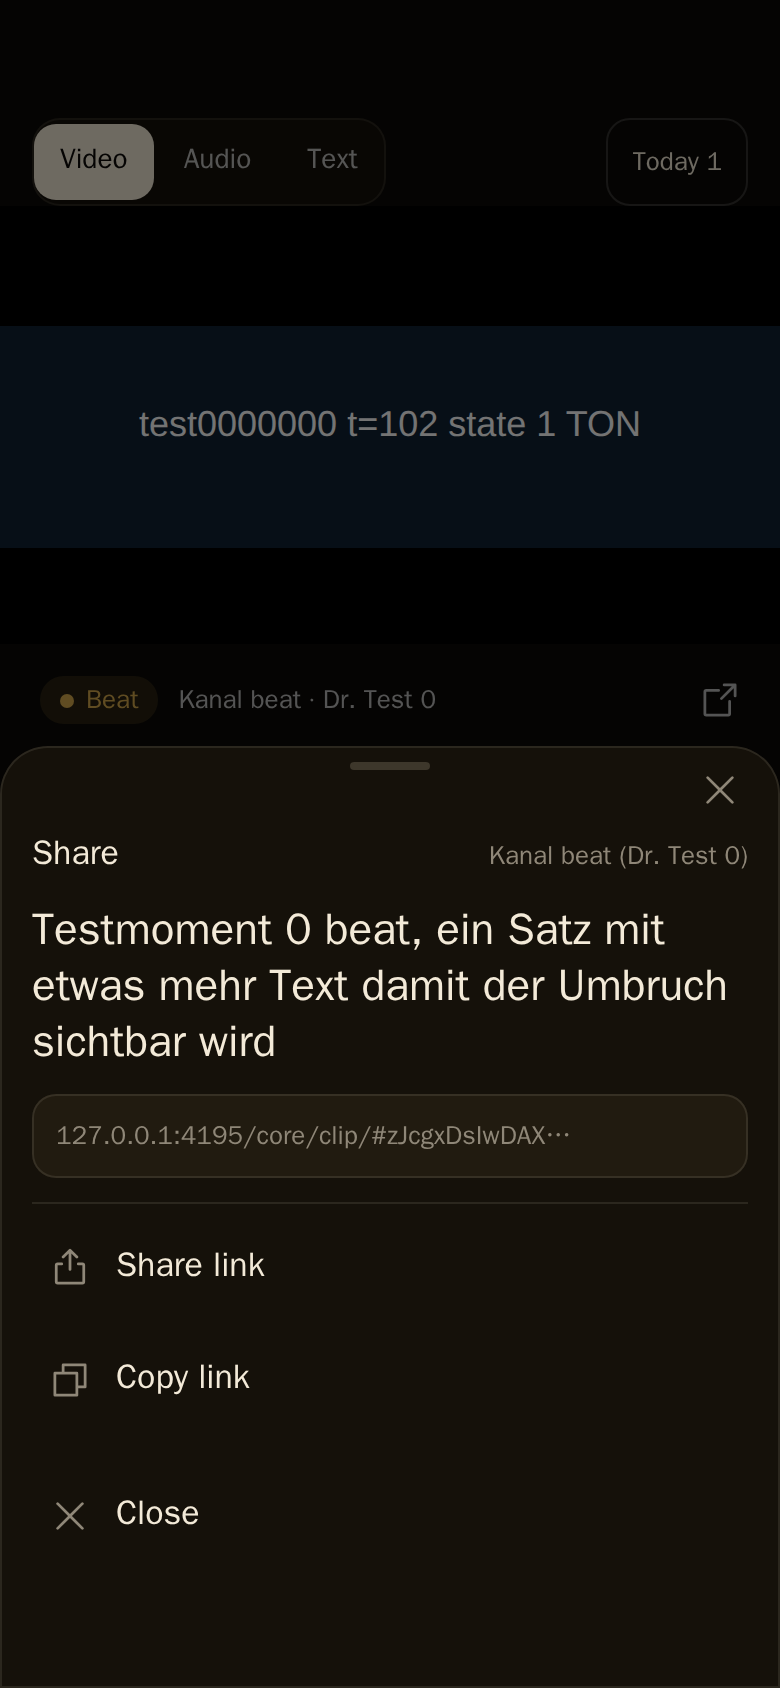 Video Audio Text Today 1
test0000000 t=102 state 1 TON
Beat Kanal beat · Dr. Test 0
Share Kanal beat (Dr. Test 0)
Testmoment 0 beat, ein Satz mit
etwas mehr Text damit der Umbruch
sichtbar wird
127.0.0.1:4195/core/clip/#zJcgxDsIwDAX···
Share link
Copy link
Close